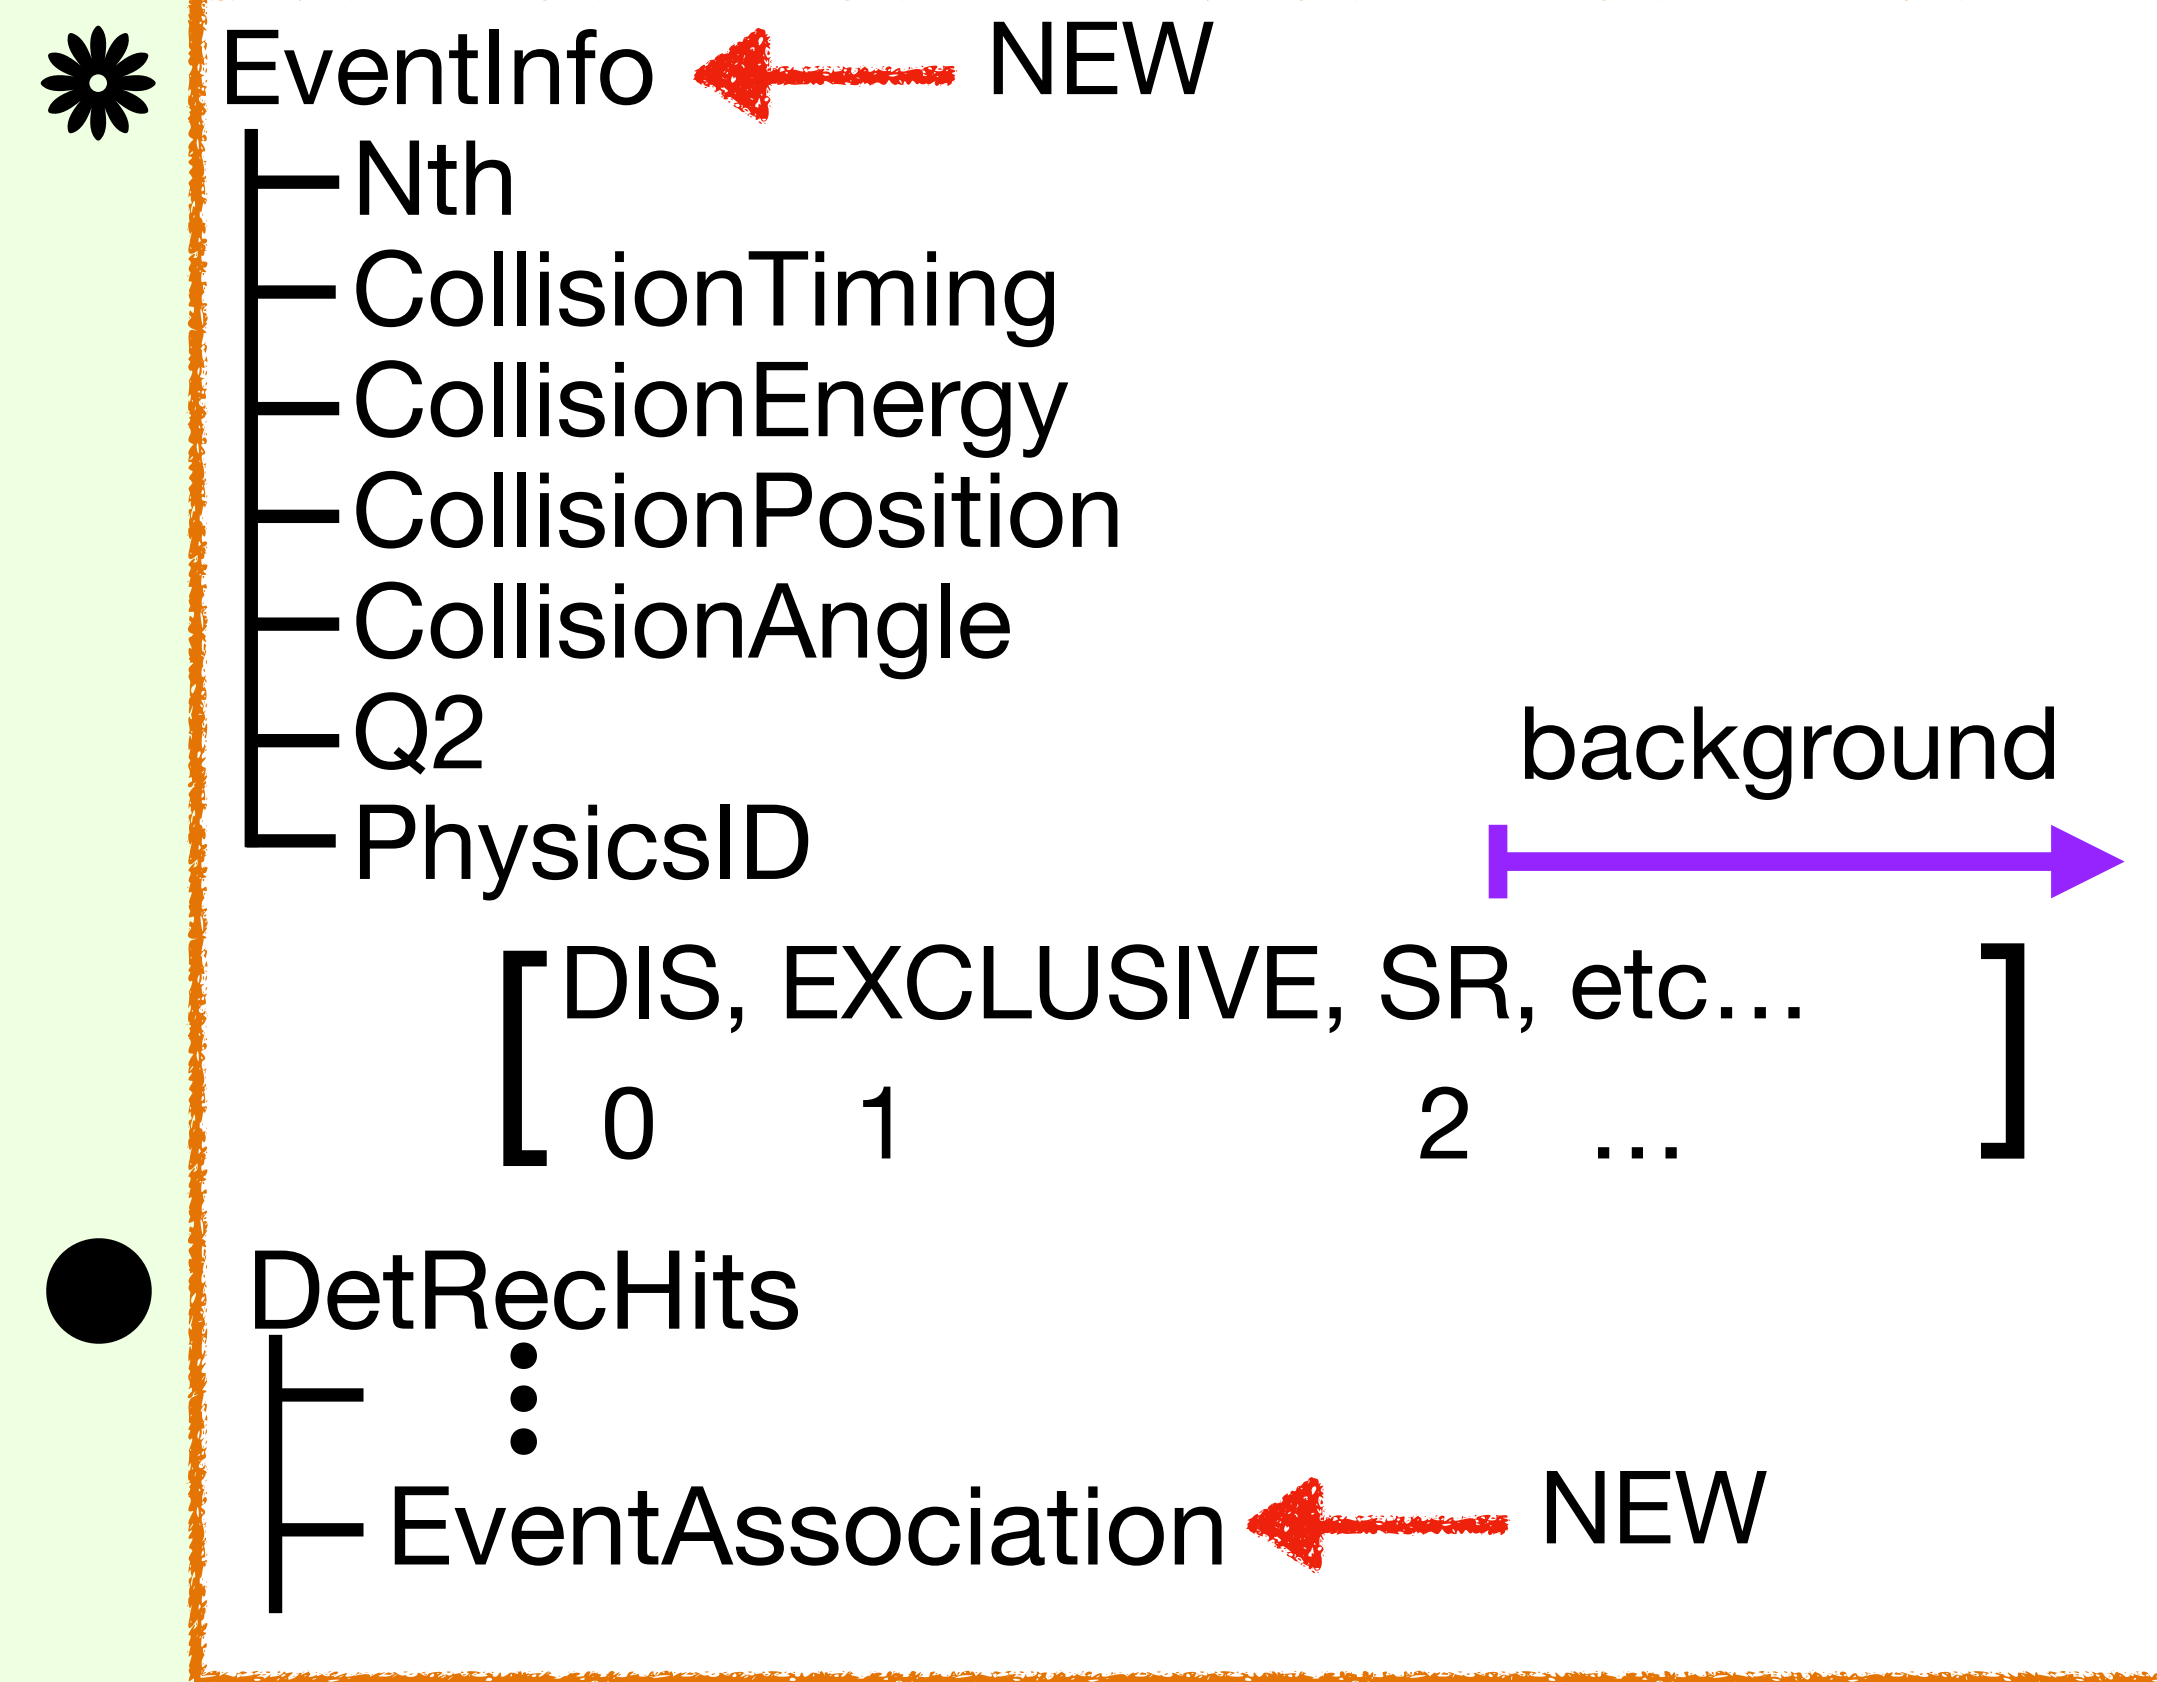 EventInfo NEW
Nth
CollisionTiming
CollisionEnergy
CollisionPosition
CollisionAngle
Q2
background
PhysicsID
DIS, EXCLUSIVE, SR, etc...
0 1 2 ...
DetRecHits
EventAssociation NEW